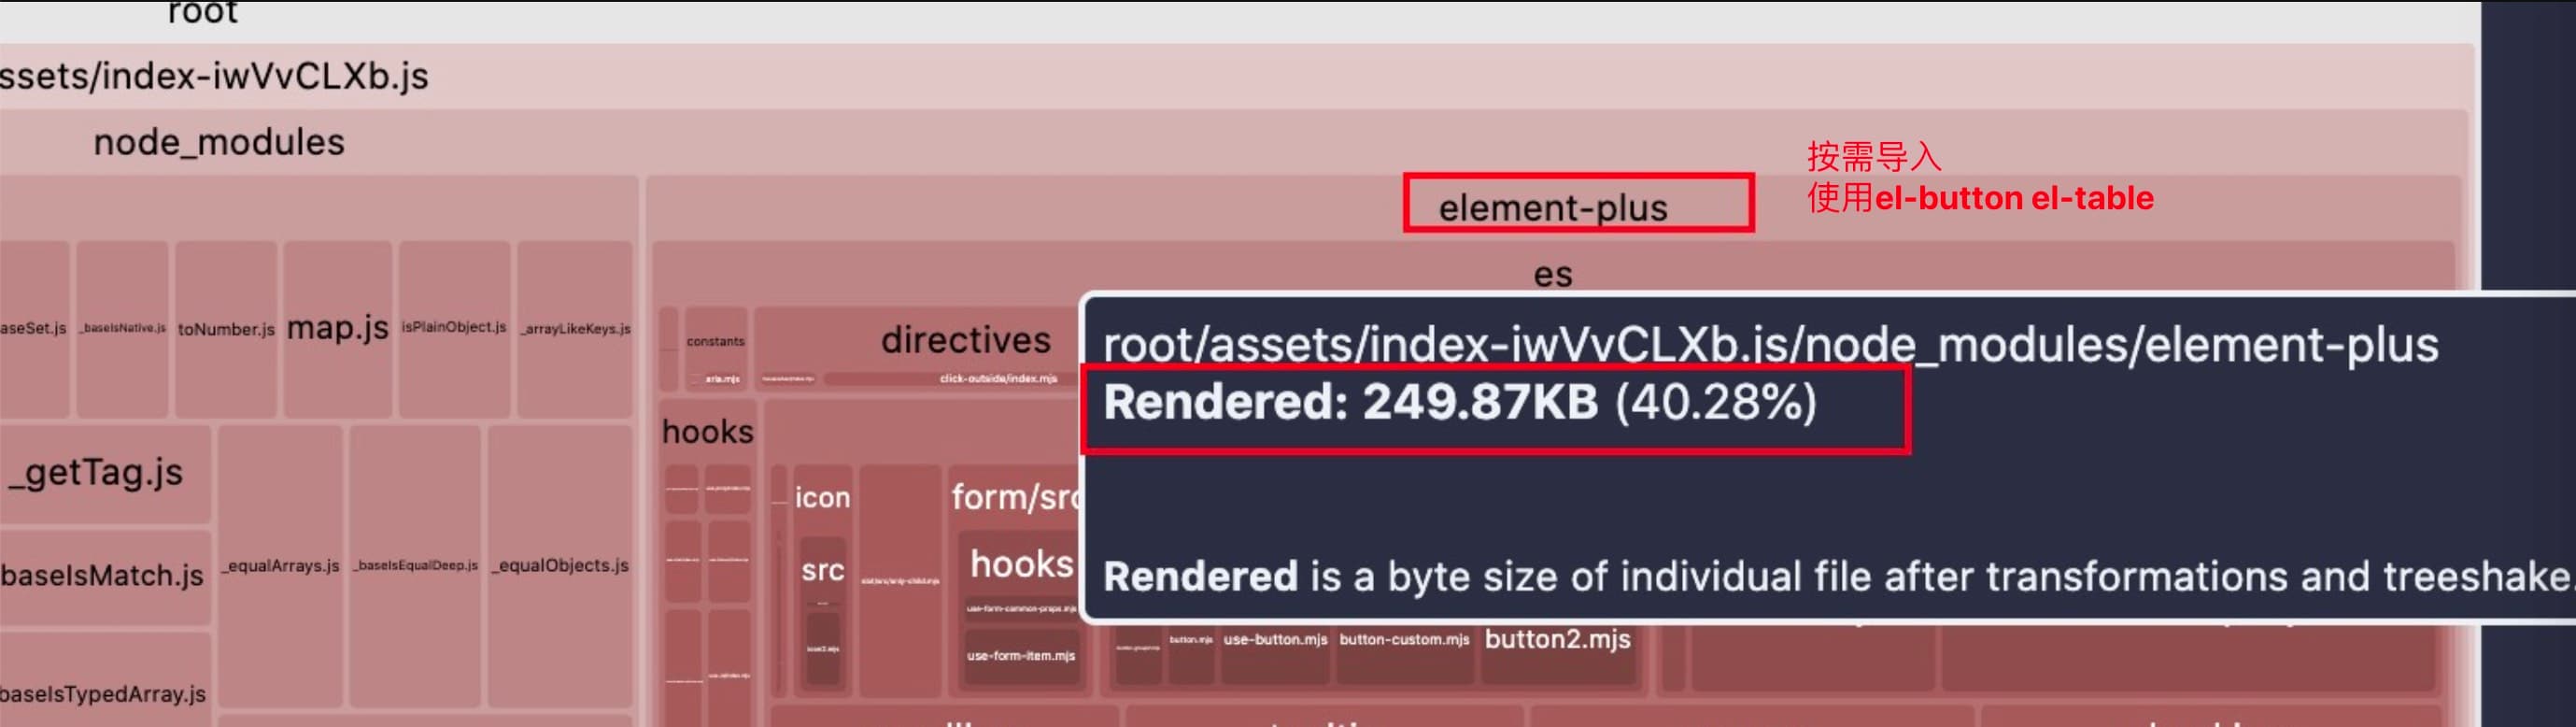 root
ssets/index-iwVvCLXb.js
node_modules
按需导入
使用el-button el-table
element-plus
es
aseSet.js
_baseIsNative.js
toNumber.js
map.js
isPlainObject.js
_arrayLikeKeys.js
constants
directives
aria.mjs
click-outside/index.mjs
root/assets/index-iwVvCLXb.js/node_modules/element-plus
Rendered: 249.87KB (40.28%)
Rendered is a byte size of individual file after transformations and treeshake.
hooks
_getTag.js
icon
form/src
src
hooks
baseIsMatch.js
_equalArrays.js
_baseIsEqualDeep.js
_equalObjects.js
use-form-common-props.mjs
use-form-item.mjs
button.mjs
use-button.mjs
button-custom.mjs
button2.mjs
icon2.mjs
baseIsTypedArray.js